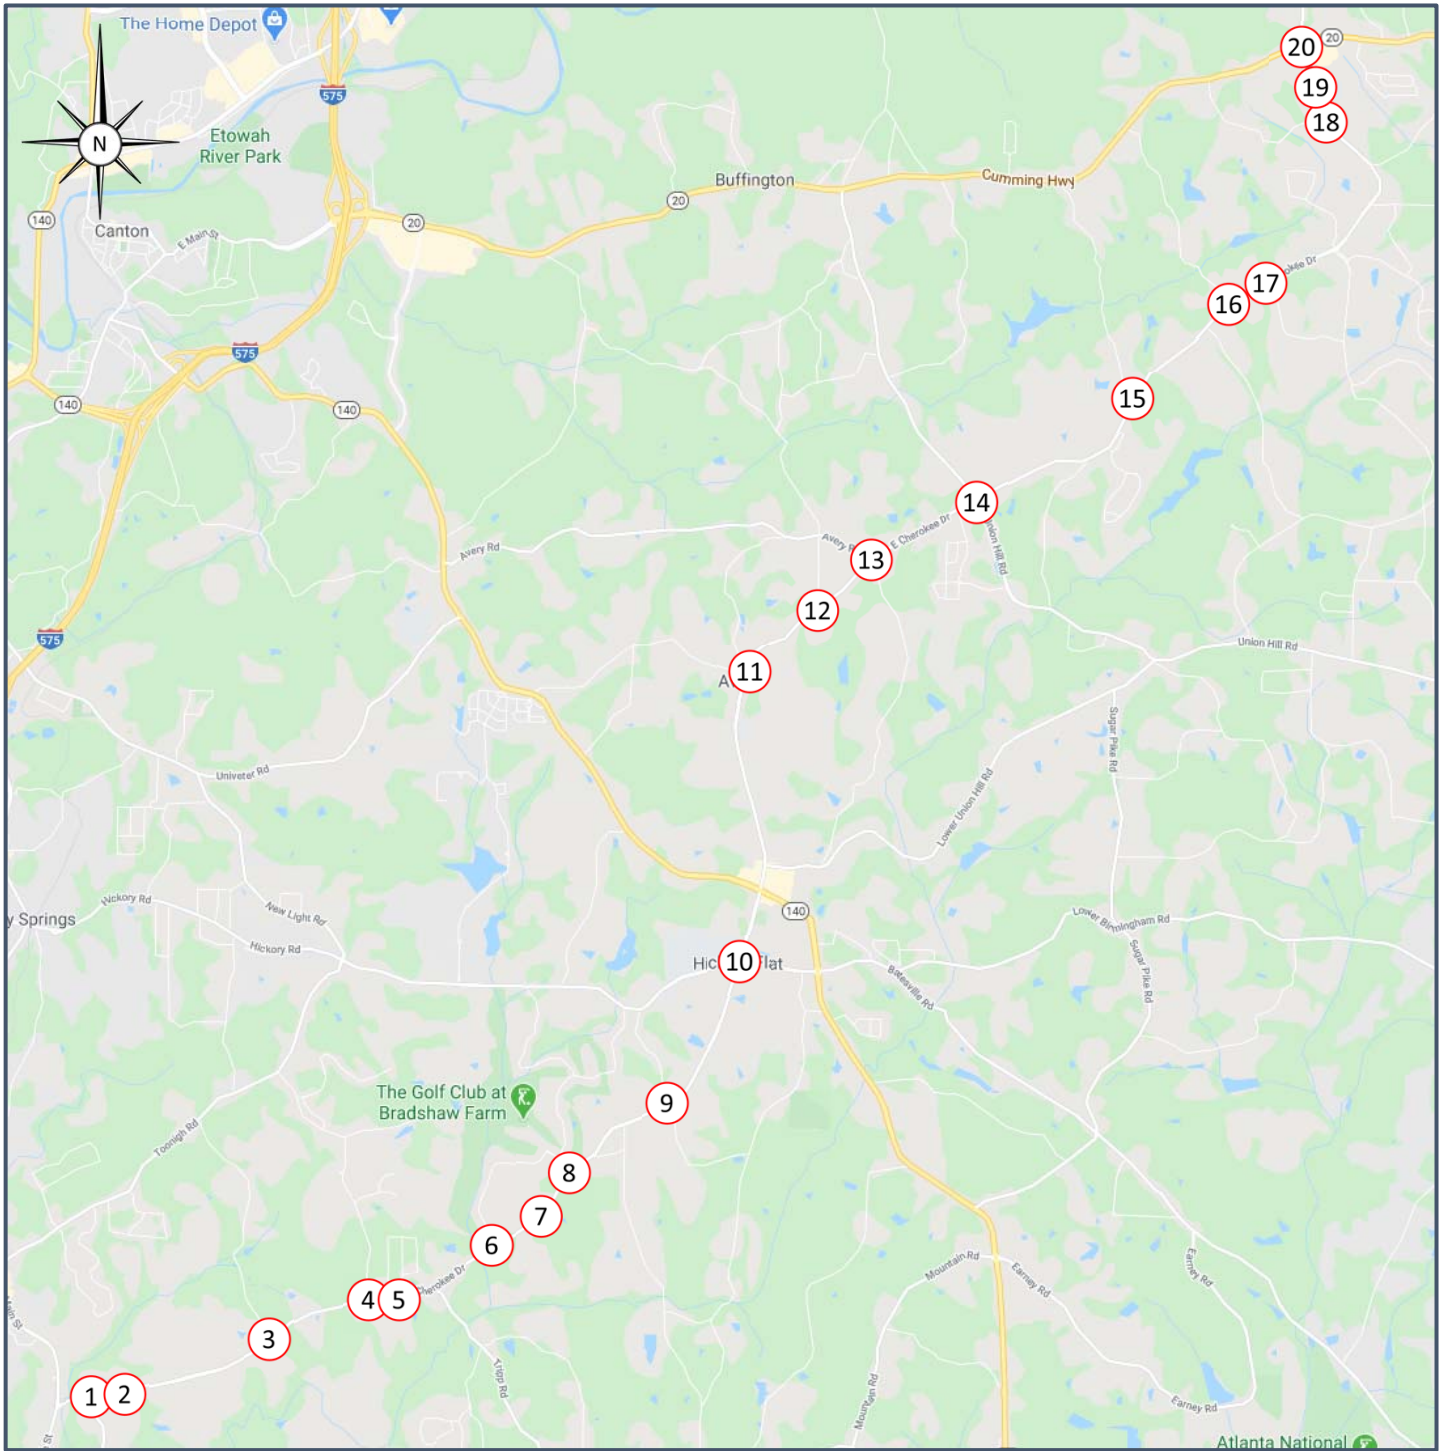 The Home Depot
20
20
575
19
18
N
Etowah
River Park
Buffington
Cumming Hwy
20
140
20
Canton
E Main St
17
16
575
140
140
15
14
Avery Rd
E Cherokee Dr
Union Hill Rd
13
12
575
Union Hill Rd
11
Sugar Pike Rd
Univeter Rd
Lower Union Hill Rd
Hickory Rd
New Light Rd
140
y Springs
Lower Birmingham Rd
Hickory Rd
10
Sugar Pike Rd
Batesville Rd
The Golf Club at
Bradshaw Farm
9
Toonigh Rd
8
7
6
Mountain Rd
Earney Rd
Earney Rd
4
5
Cherokee Dr
3
Tripp Rd
1
2
Mountain Rd
Earney Rd
Atlanta National